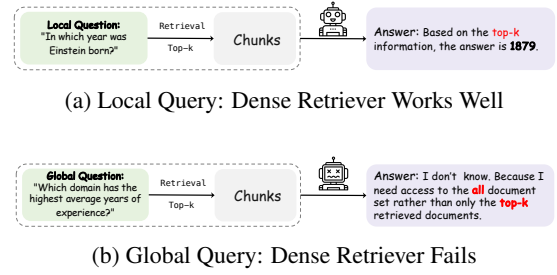 Local Question:
"In which year was
Einstein born?"
Retrieval
Top-k
Chunks
Answer: Based on the top-k
information, the answer is 1879.
(a) Local Query: Dense Retriever Works Well
Global Question:
"Which domain has the
highest average years of
experience?"
Retrieval
Top-k
Chunks
Answer: I don't know. Because I
need access to the all document
set rather than only the top-k
retrieved documents.
(b) Global Query: Dense Retriever Fails